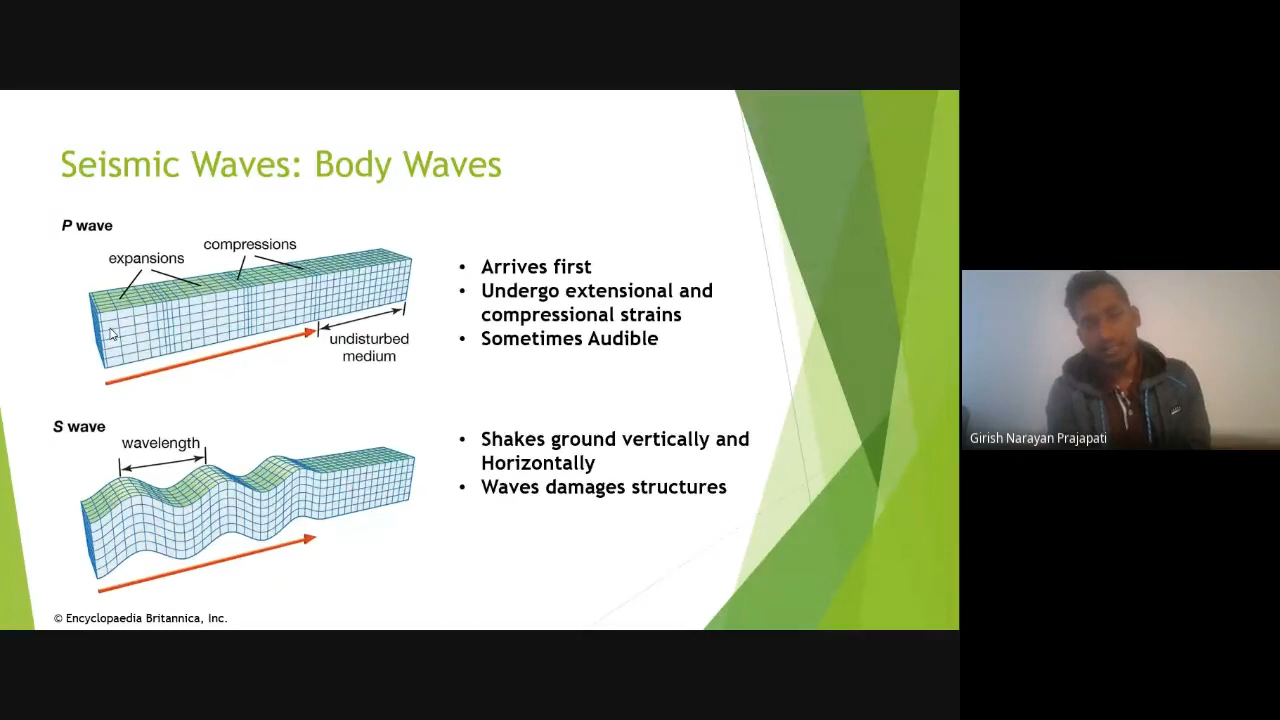 Seismic Waves: Body Waves
P wave
compressions
expansions
undisturbed
medium
• Arrives first
• Undergo extensional and
compressional strains
• Sometimes Audible
S wave
wavelength
• Shakes ground vertically and
Horizontally
• Waves damages structures
© Encyclopaedia Britannica, Inc.
Girish Narayan Prajapati